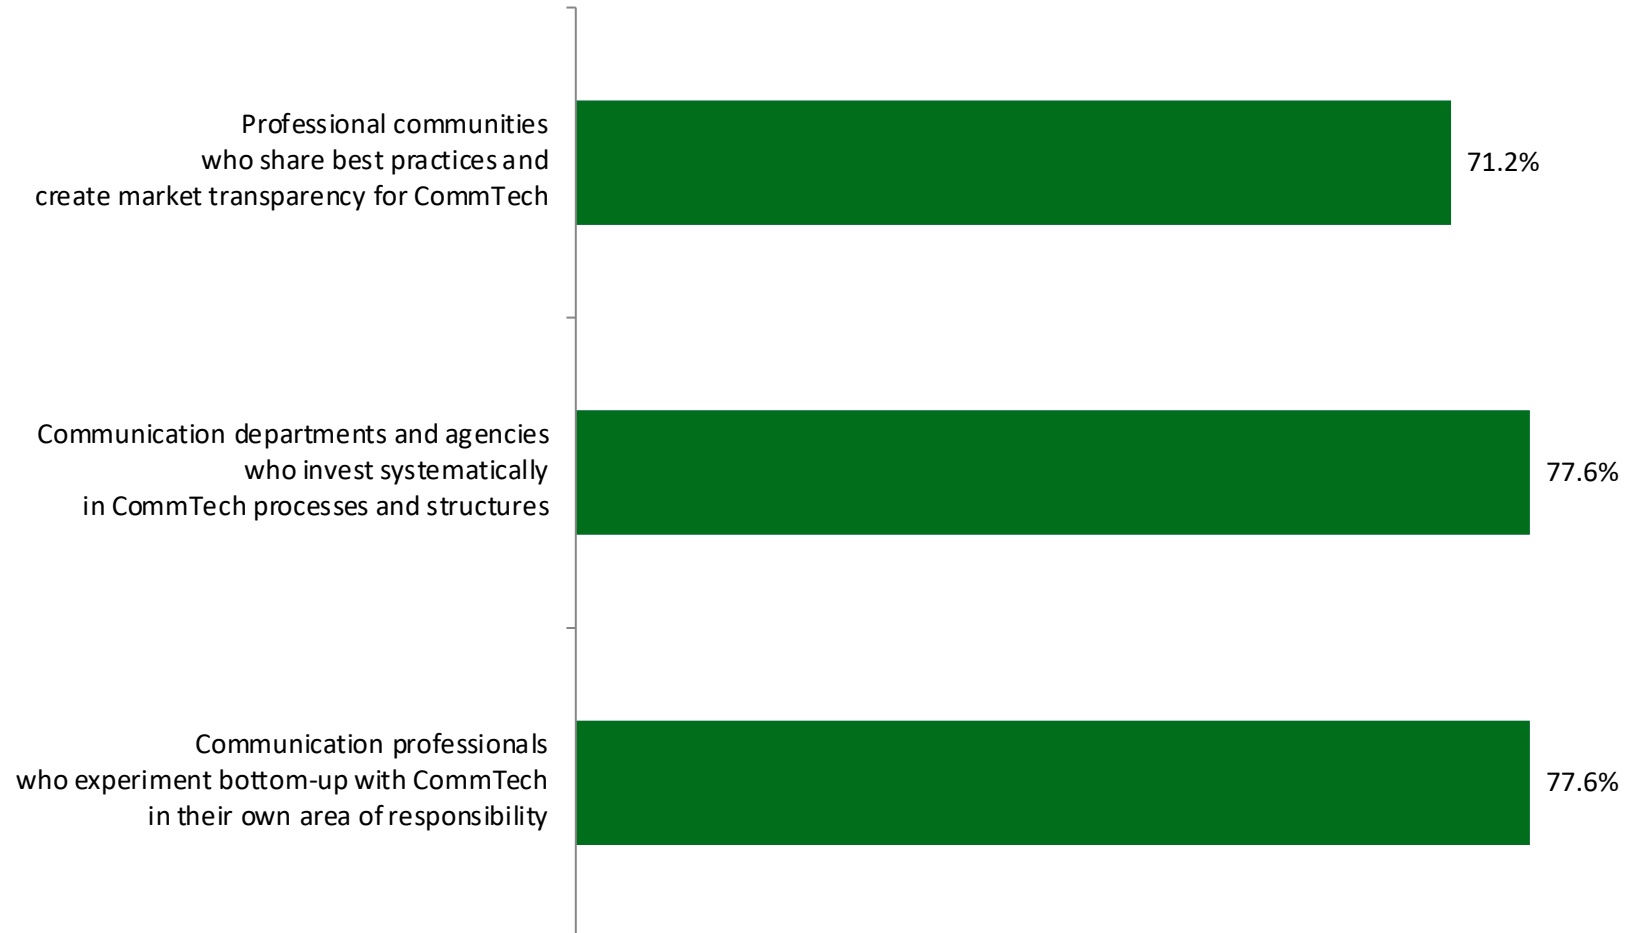 Professional communities
who share best practices and
create market transparency for CommTech
71.2%
Communication departments and agencies
who invest systematically
in CommTech processes and structures
77.6%
Communication professionals
who experiment bottom-up with CommTech
in their own area of responsibility
77.6%